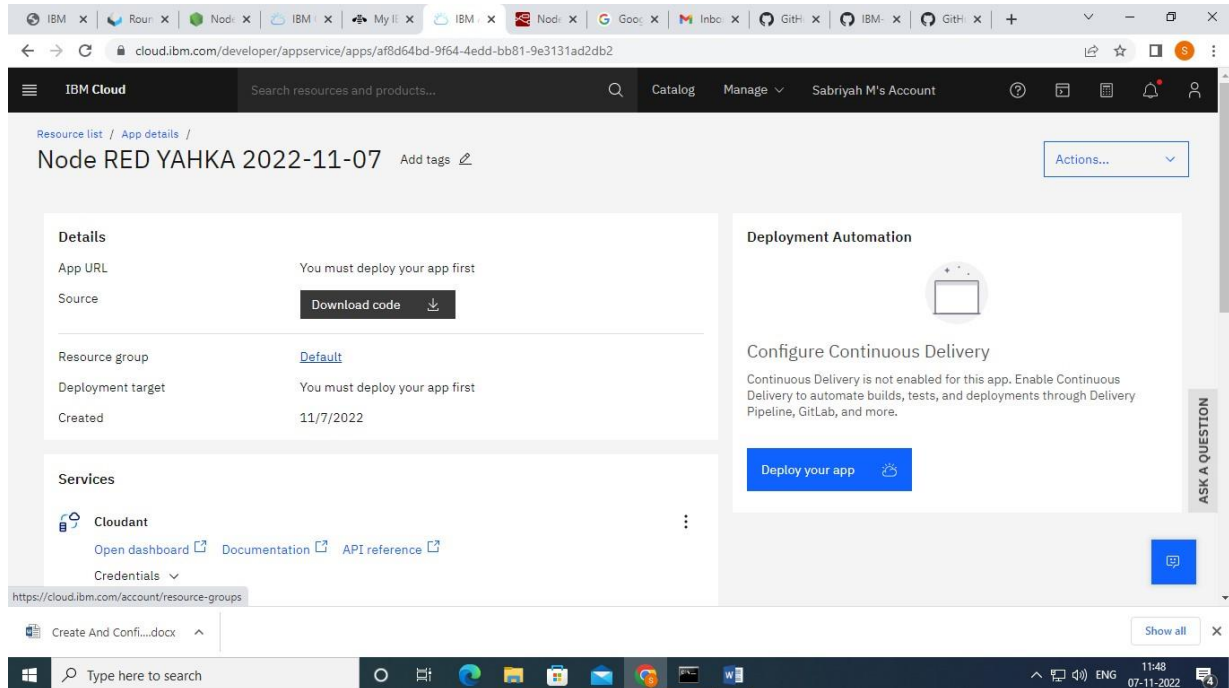 IBM
Roun
Node
IBM
My I
IBM
Node
Goog
Inbo
GitH
IBM-
GitH
cloud.ibm.com/developer/appservice/apps/af8d64bd-9f64-4edd-bb81-9e3131ad2db2
S
IBM Cloud
Search resources and products...
Catalog
Manage
Sabriyah M's Account
Resource list / App details /
Node RED YAHKA 2022-11-07
Add tags
Actions...
Details
App URL
You must deploy your app first
Source
Download code
Resource group
Default
Deployment target
You must deploy your app first
Created
11/7/2022
Services
Cloudant
Open dashboard
Documentation
API reference
Credentials
Deployment Automation
Configure Continuous Delivery
Continuous Delivery is not enabled for this app. Enable Continuous
Delivery to automate builds, tests, and deployments through Delivery
Pipeline, GitLab, and more.
Deploy your app
ASK A QUESTION
https://cloud.ibm.com/account/resource-groups
Create And Confi....docx
Show all
Type here to search
ENG
11:48
07-11-2022
4